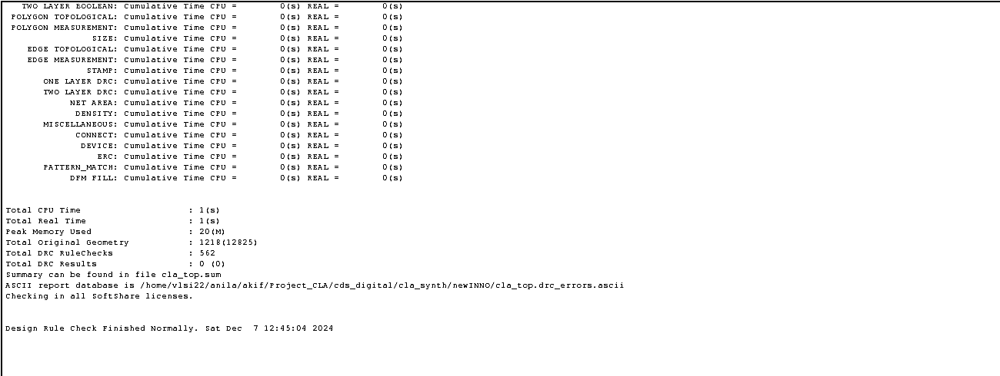 TWO LAYER BOOLEAN: Cumulative Time CPU = 0(s) REAL = 0(s)
POLYGON TOPOLOGICAL: Cumulative Time CPU = 0(s) REAL = 0(s)
POLYGON MEASUREMENT: Cumulative Time CPU = 0(s) REAL = 0(s)
SIZE: Cumulative Time CPU = 0(s) REAL = 0(s)
EDGE TOPOLOGICAL: Cumulative Time CPU = 0(s) REAL = 0(s)
EDGE MEASUREMENT: Cumulative Time CPU = 0(s) REAL = 0(s)
STAMP: Cumulative Time CPU = 0(s) REAL = 0(s)
ONE LAYER DRC: Cumulative Time CPU = 0(s) REAL = 0(s)
TWO LAYER DRC: Cumulative Time CPU = 0(s) REAL = 0(s)
NET AREA: Cumulative Time CPU = 0(s) REAL = 0(s)
DENSITY: Cumulative Time CPU = 0(s) REAL = 0(s)
MISCELLANEOUS: Cumulative Time CPU = 0(s) REAL = 0(s)
CONNECT: Cumulative Time CPU = 0(s) REAL = 0(s)
DEVICE: Cumulative Time CPU = 0(s) REAL = 0(s)
ERC: Cumulative Time CPU = 0(s) REAL = 0(s)
PATTERN_MATCH: Cumulative Time CPU = 0(s) REAL = 0(s)
DFM FILL: Cumulative Time CPU = 0(s) REAL = 0(s)
Total CPU Time : 1(s)
Total Real Time : 1(s)
Peak Memory Used : 20(M)
Total Original Geometry : 1218(12825)
Total DRC RuleChecks : 562
Total DRC Results : 0 (0)
Summary can be found in file cla_top.sum
ASCII report database is /home/vlsi22/anila/akif/Project_CLA/cds_digital/cla_synth/newINNO/cla_top.drc_errors.ascii
Checking in all SoftShare licenses.
Design Rule Check Finished Normally. Sat Dec  7 12:45:04 2024